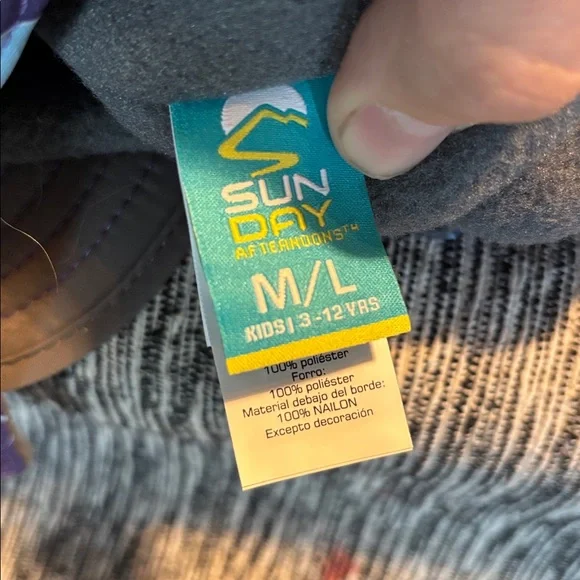 SUN
DAY
AFTERNOONS™
M/L
KIDS | 3-12 YRS
100% poliéster
Forro:
100% poliéster
Material debajo del borde:
100% NAILON
Excepto decoración